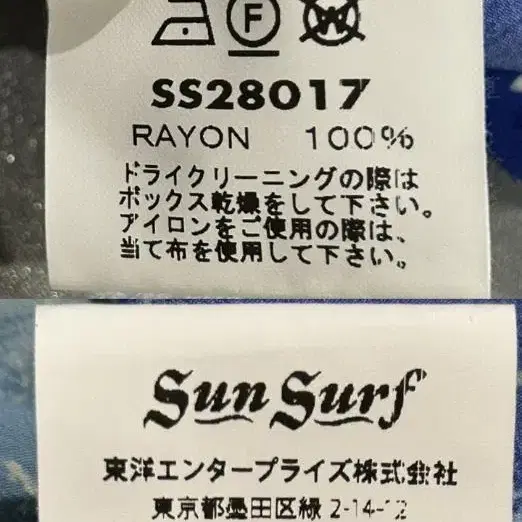 F
W
SS28017
RAYON 100%
ドライクリーニングの際は
ボックス乾燥をして下さい。
アイロンをご使用の際は、
当て布を使用して下さい。
Sun Surf
東洋エンタープライズ株式会社
東京都墨田区緑 2-14-12